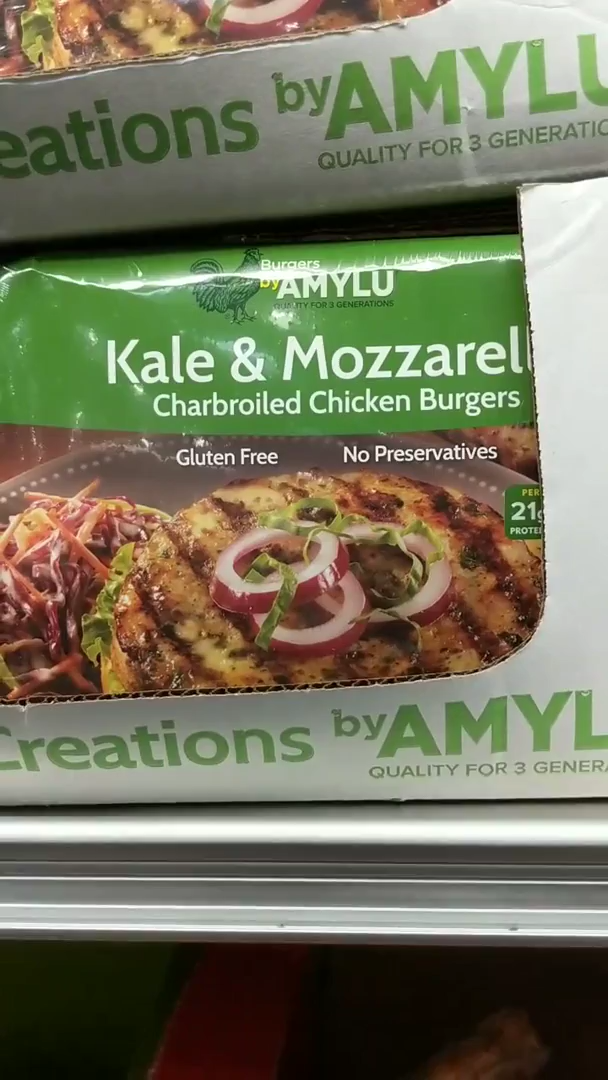 eations by AMYLU
QUALITY FOR 3 GENERATIO
Burgers
by AMYLU
QUALITY FOR 3 GENERATIONS
Kale & Mozzarell
Charbroiled Chicken Burgers
Gluten Free No Preservatives
PER
21g
PROTEI
Creations by AMYL
QUALITY FOR 3 GENERA